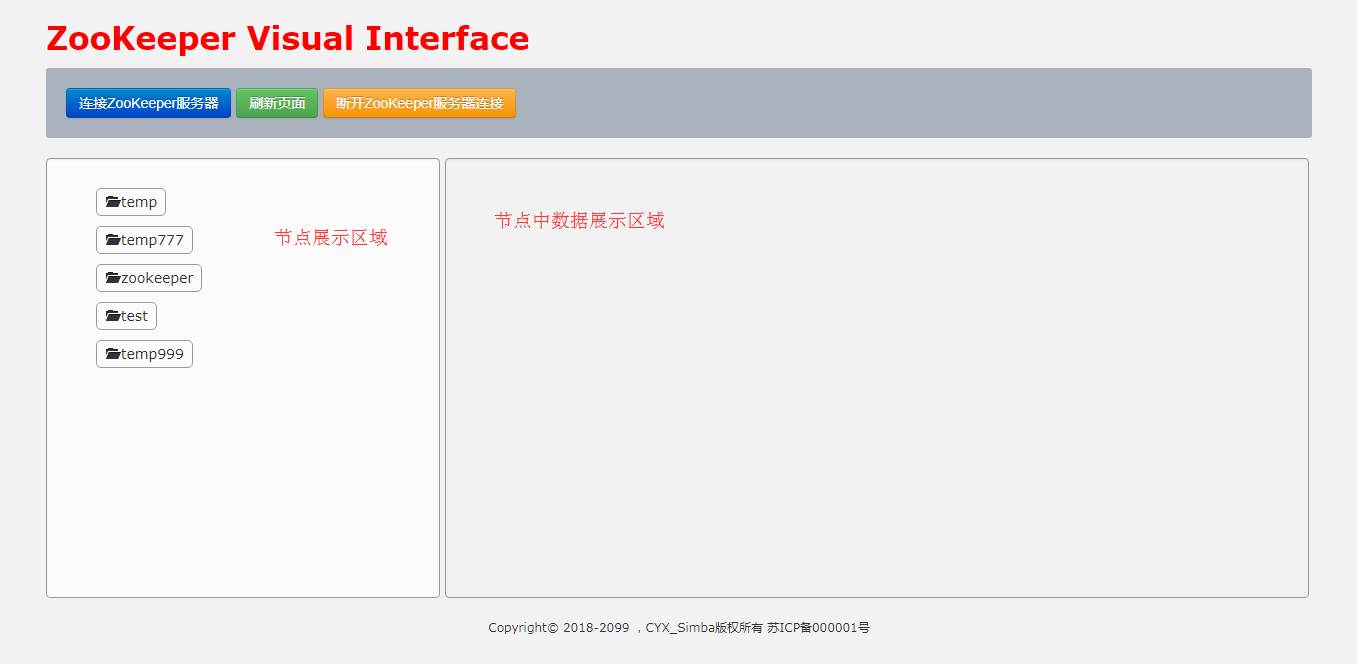 ZooKeeper Visual Interface
连接ZooKeeper服务器 刷新页面 断开ZooKeeper服务器连接
temp
temp777
节点展示区域
zookeeper
test
temp999
节点中数据展示区域
Copyright© 2018-2099 ，CYX_Simba版权所有 苏ICP备000001号